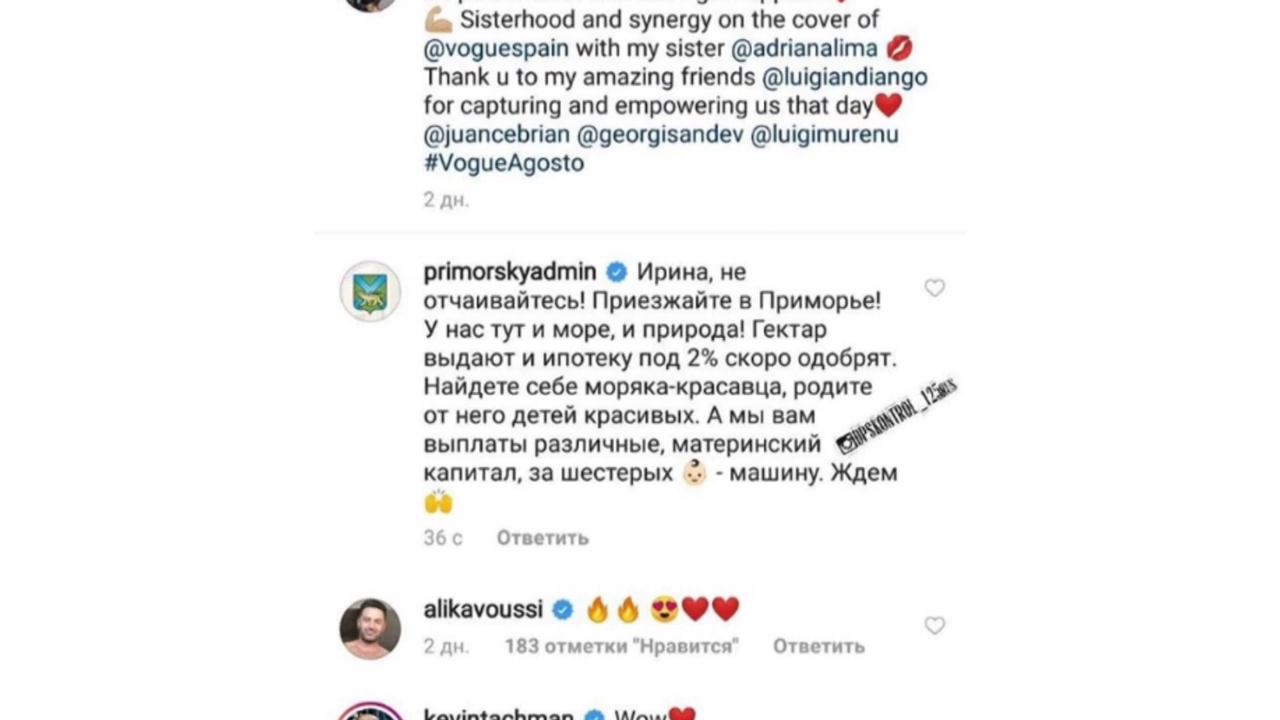 💪🏼 Sisterhood and synergy on the cover of
@voguespain with my sister @adrianalima 💋
Thank u to my amazing friends @luigiandiango
for capturing and empowering us that day❤️
@juancebrian @georgisandev @luigimurenu
#VogueAgosto
2 дн.
primorskyadmin Ирина, не
отчаивайтесь! Приезжайте в Приморье!
У нас тут и море, и природа! Гектар
выдают и ипотеку под 2% скоро одобрят.
Найдете себе моряка-красавца, родите
от него детей красивых. А мы вам
выплаты различные, материнский
капитал, за шестерых 👶🏻 - машину. Ждем
🙌
DPSKONTROL_125RUS
36 с Ответить
alikavoussi 🔥🔥 😍❤️❤️
2 дн. 183 отметки "Нравится" Ответить
kevintachman Wow❤️